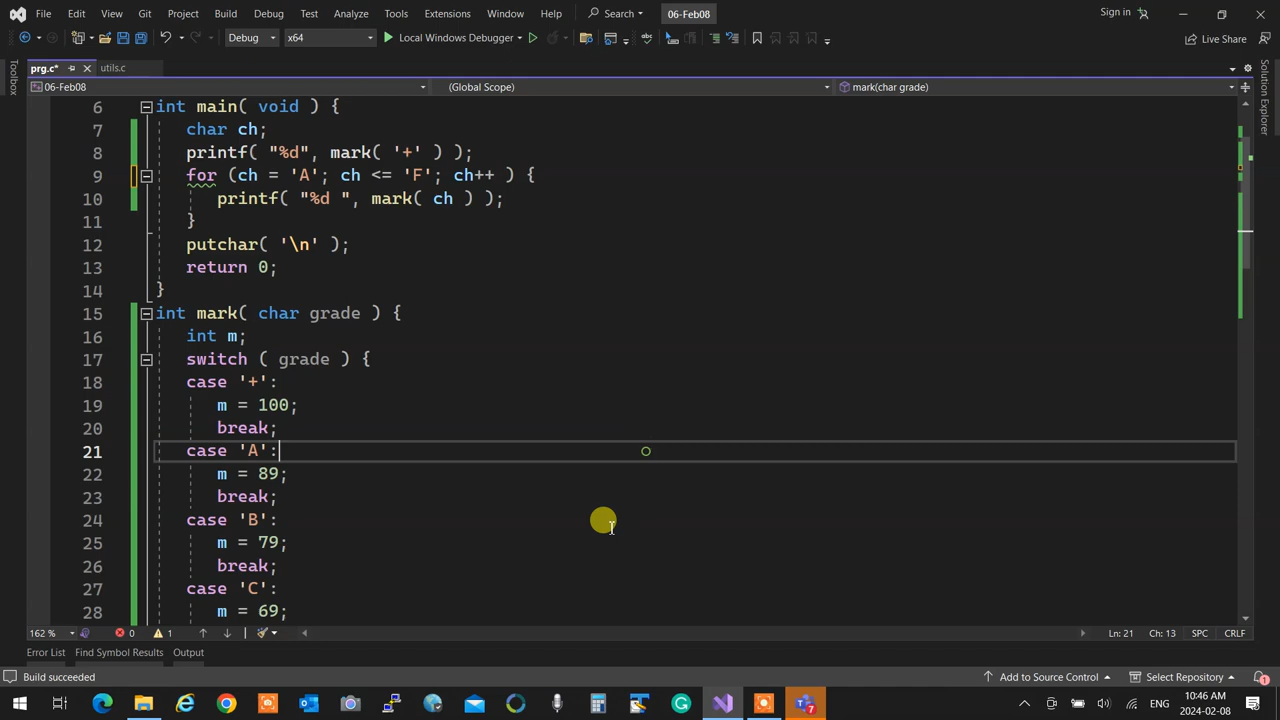 File Edit View Git Project Build Debug Test Analyze Tools Extensions Window Help Search 06-Feb08 Sign in
Debug x64 Local Windows Debugger Live Share
prg.c* utils.c
06-Feb08 (Global Scope) mark(char grade)
Toolbox
Solution Explorer
6 int main( void ) {
7 char ch;
8 printf( "%d", mark( '+' ) );
9 for (ch = 'A'; ch <= 'F'; ch++ ) {
10 printf( "%d ", mark( ch ) );
11 }
12 putchar( '\n' );
13 return 0;
14 }
15 int mark( char grade ) {
16 int m;
17 switch ( grade ) {
18 case '+':
19 m = 100;
20 break;
21 case 'A':
22 m = 89;
23 break;
24 case 'B':
25 m = 79;
26 break;
27 case 'C':
28 m = 69;
162 % 0 1 Ln: 21 Ch: 13 SPC CRLF
Error List Find Symbol Results Output
Build succeeded Add to Source Control Select Repository 1
7 10:46 AM
2024-02-08